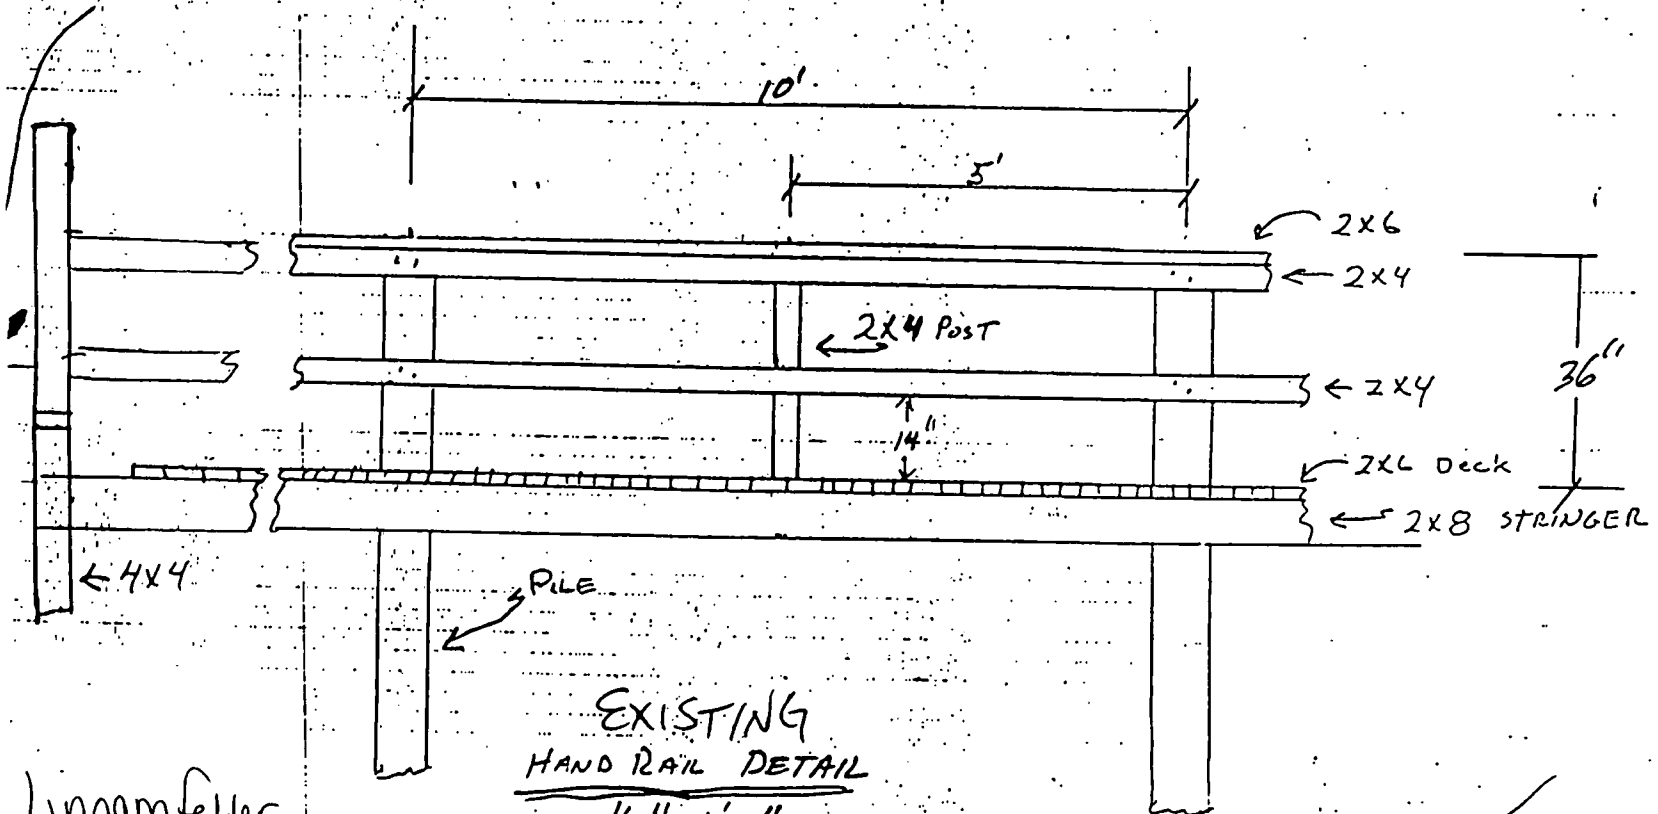 10'
5'
2x6
2x4
2x4 POST
36"
2x4
14"
2x6 DECK
2x8 STRINGER
4x4
PILE
EXISTING
HAND RAIL DETAIL
Linnamfelter